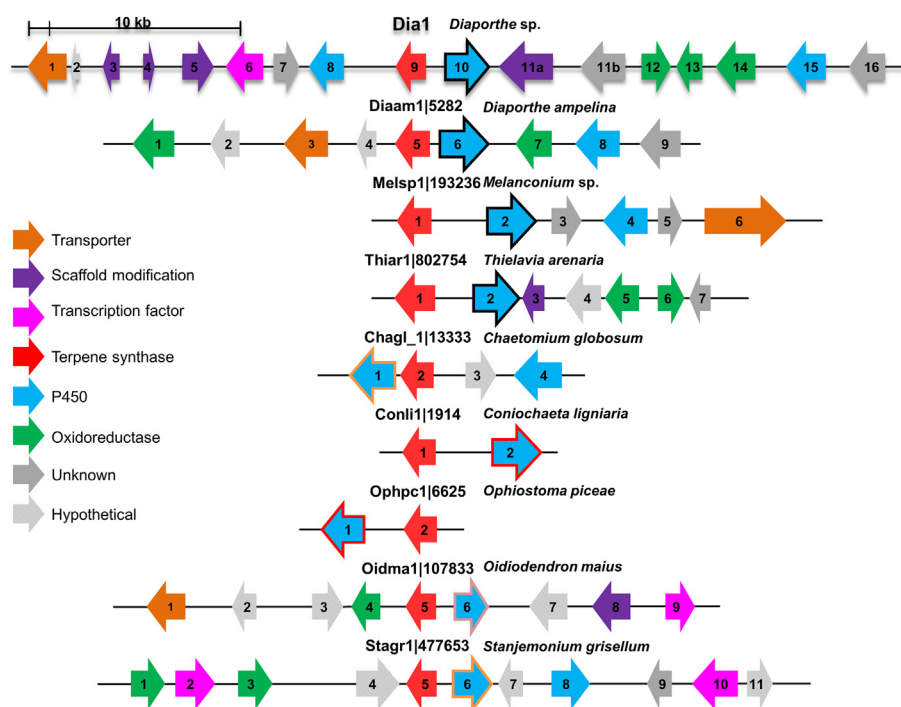 10 kb
Dia1 Diaporthe sp.
1 2 3 4 5 6 7 8 9 10 11a 11b 12 13 14 15 16
Diaam1|5282 Diaporthe ampelina
1 2 3 4 5 6 7 8 9
Melsp1|193236 Melanconium sp.
1 2 3 4 5 6
Thiar1|802754 Thielavia arenaria
1 2 3 4 5 6 7
Chagl_1|13333 Chaetomium globosum
1 2 3 4
Conli1|1914 Coniochaeta ligniaria
1 2
Ophpc1|6625 Ophiostoma piceae
1 2
Oidma1|107833 Oidiodendron maius
1 2 3 4 5 6 7 8 9
Stagr1|477653 Stanjemonium grisellum
1 2 3 4 5 6 7 8 9 10 11
Transporter
Scaffold modification
Transcription factor
Terpene synthase
P450
Oxidoreductase
Unknown
Hypothetical